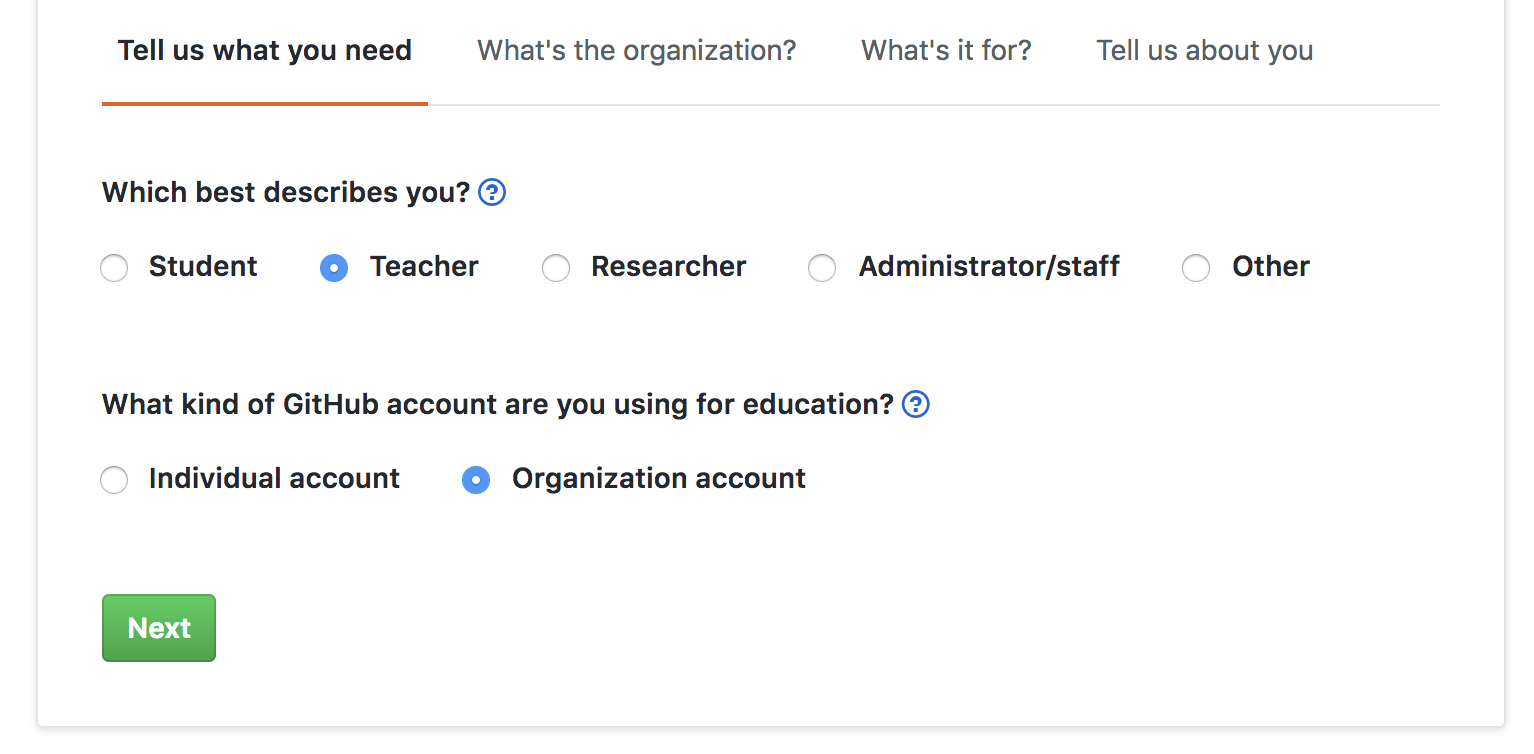 Tell us what you need What's the organization? What's it for? Tell us about you
Which best describes you? ?
Student Teacher Researcher Administrator/staff Other
What kind of GitHub account are you using for education? ?
Individual account Organization account
Next